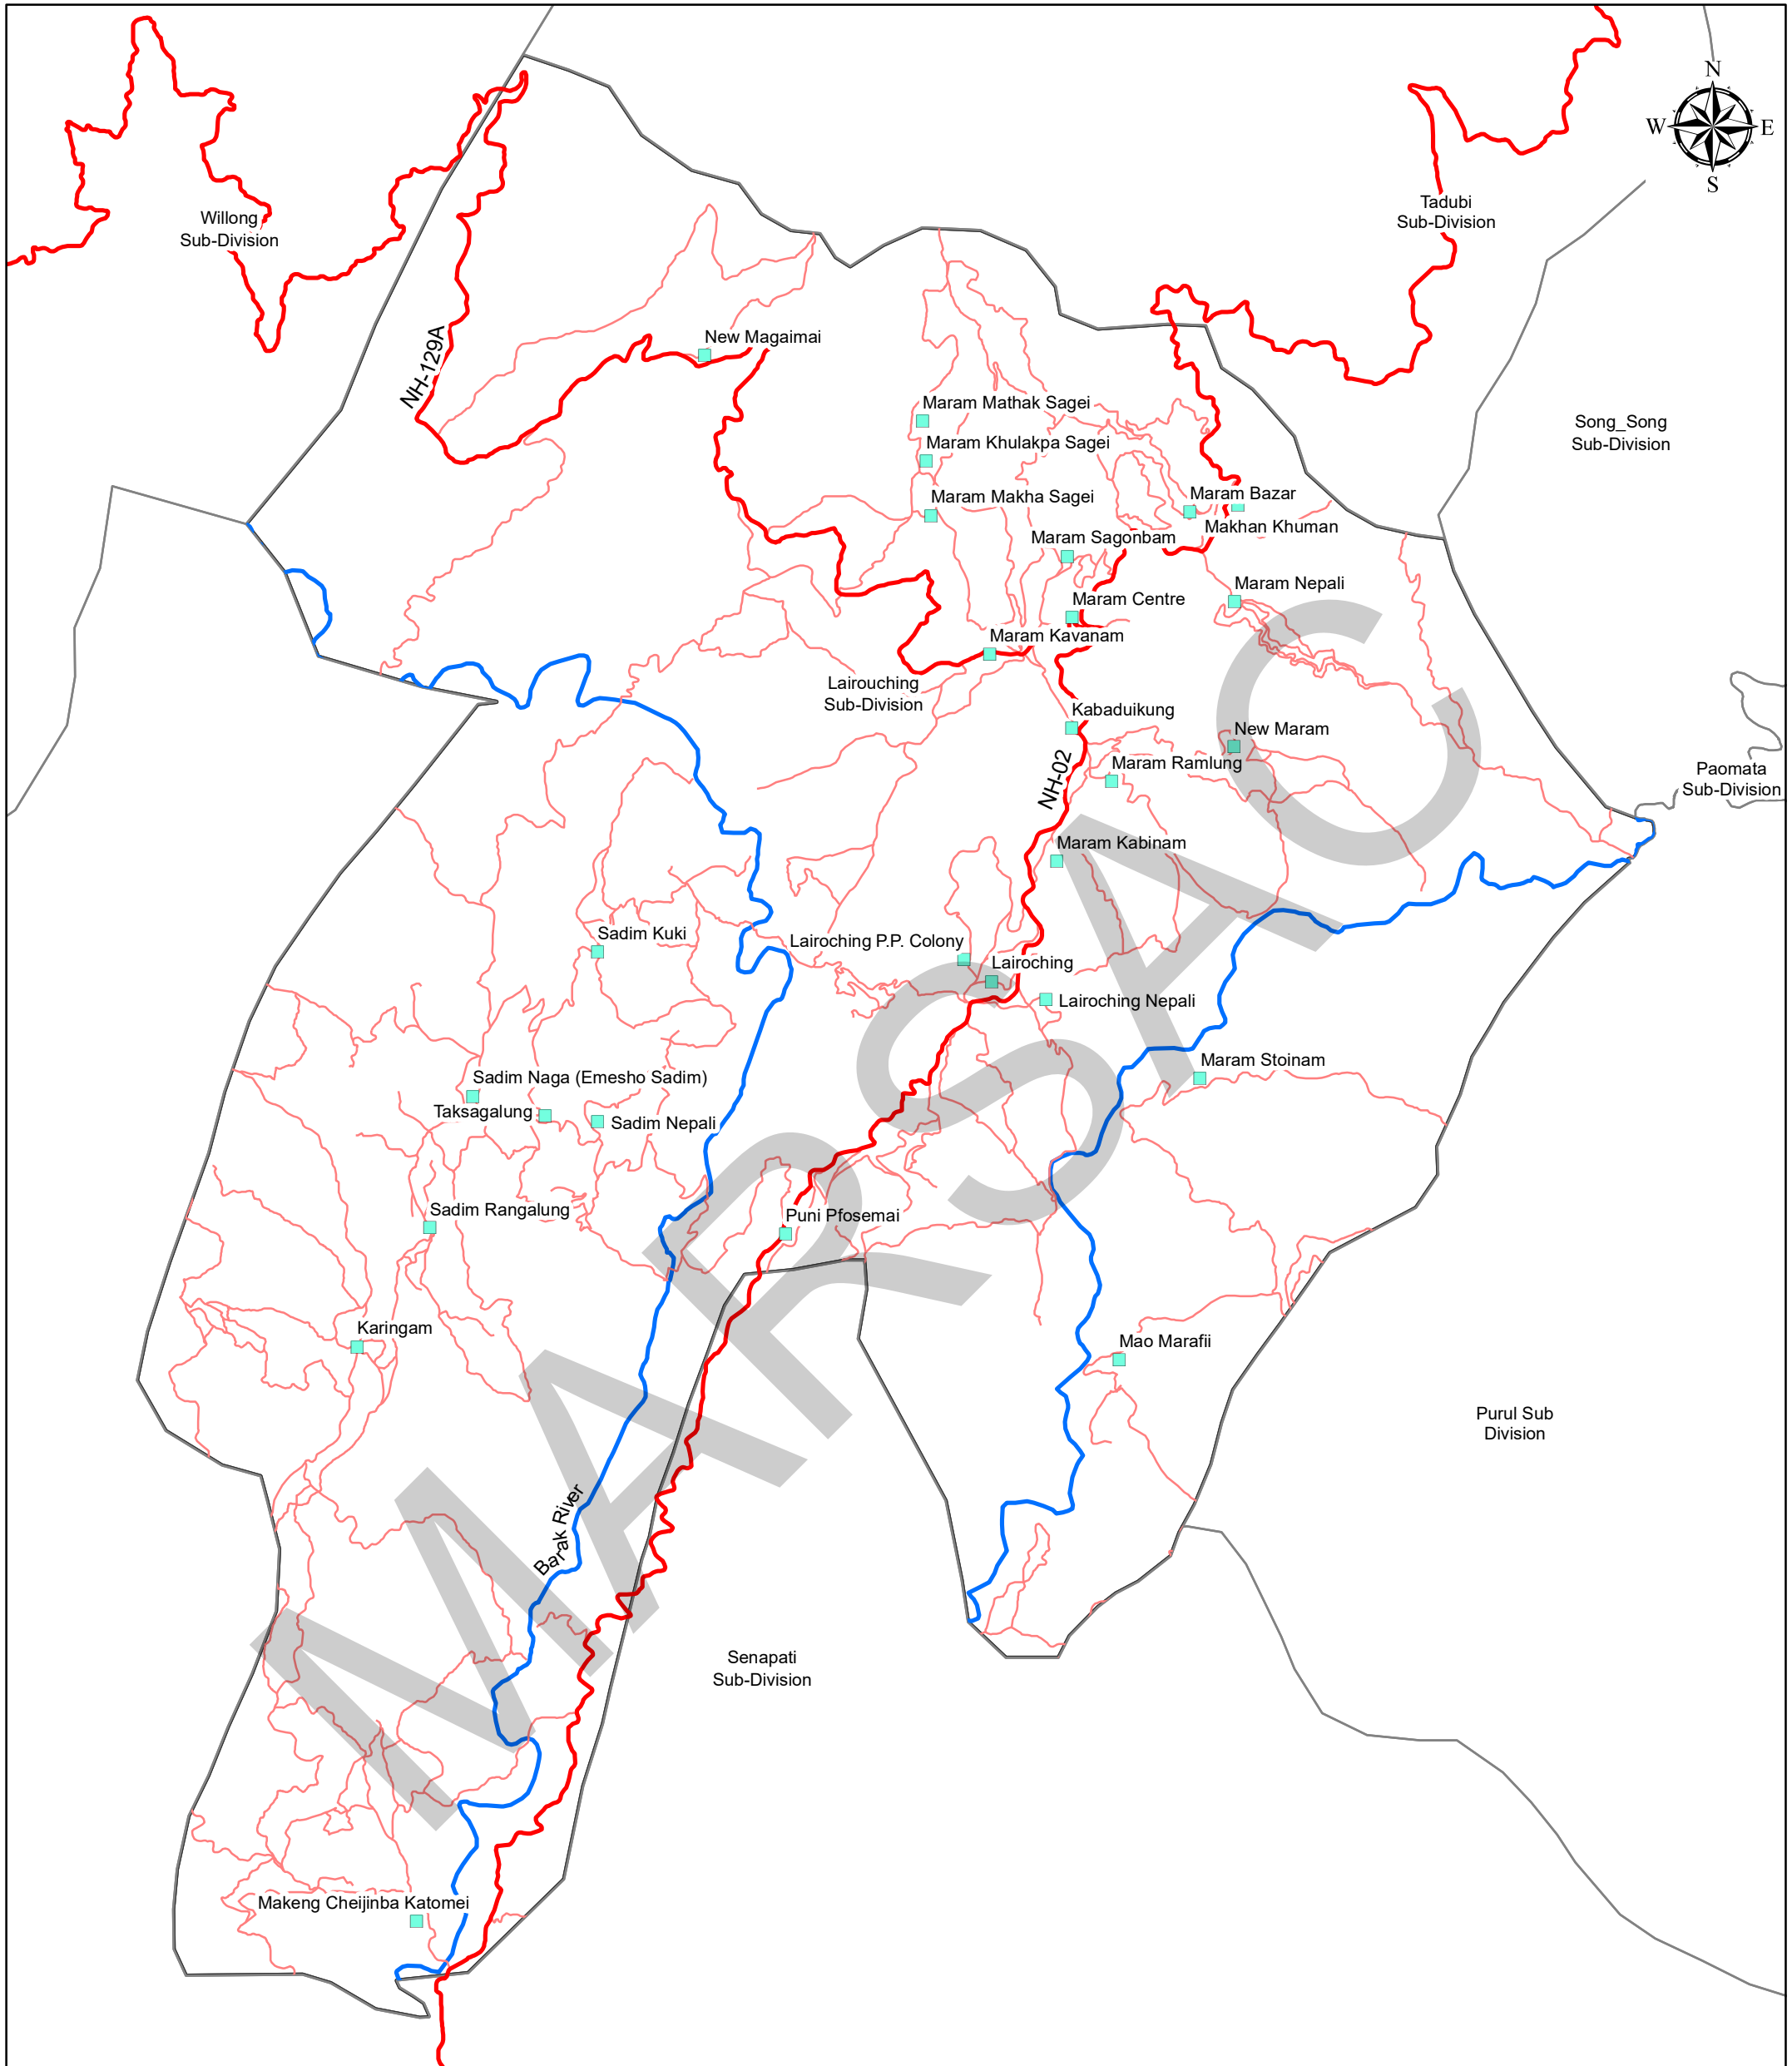 N
W
E
S
Willong
Sub-Division
Tadubi
Sub-Division
NH-129A
New Magaimai
Maram Mathak Sagei
Song_Song
Sub-Division
Maram Khulakpa Sagei
Maram Makha Sagei
Maram Bazar
Makhan Khuman
Maram Sagonbam
Maram Nepali
Maram Centre
Maram Kavanam
Lairouching
Sub-Division
Kabaduikung
New Maram
Maram Ramlung
NH-02
Paomata
Sub-Division
Maram Kabinam
Sadim Kuki
Lairoching P.P. Colony
Lairoching
Lairoching Nepali
Maram Stoinam
Sadim Naga (Emesho Sadim)
Taksagalung
Sadim Nepali
Sadim Rangalung
Puni Pfosemai
Karingam
Mao Marafii
Purul Sub
Division
Barak River
Senapati
Sub-Division
Makeng Cheijinba Katomei
MARSAC